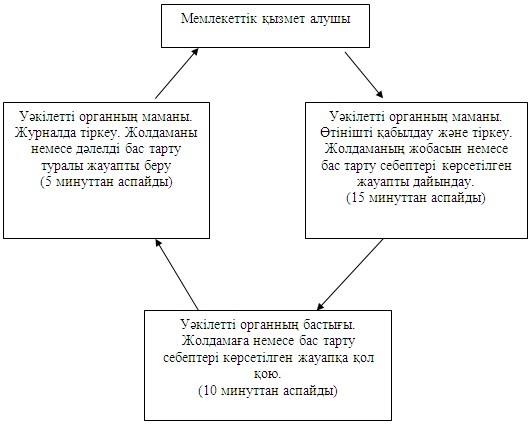 Мемлекеттік қызмет алушы
Уәкілетті органның маманы.
Журналда тіркеу. Жолдаманы
немесе дәлелді бас тарту
туралы жауапты беру
(5 минуттан аспайды)
Уәкілетті органның маманы.
Өтінішті қабылдау және тіркеу.
Жолдаманың жобасын немесе
бас тарту себептері көрсетілген
жауапты дайындау.
(15 минуттан аспайды)
Уәкілетті органның бастығы.
Жолдамаға немесе бас тарту
себептері көрсетілген жауапқа қол
қою.
(10 минуттан аспайды)